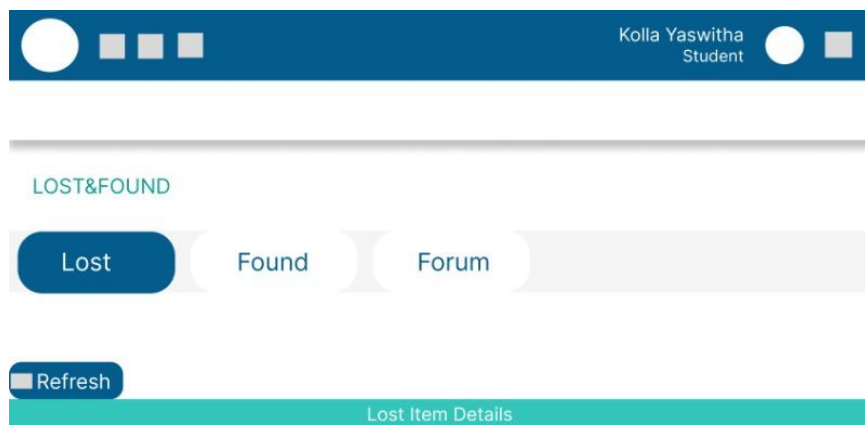 Kolla Yaswitha
Student
LOST&FOUND
Lost
Found
Forum
Refresh
Lost Item Details